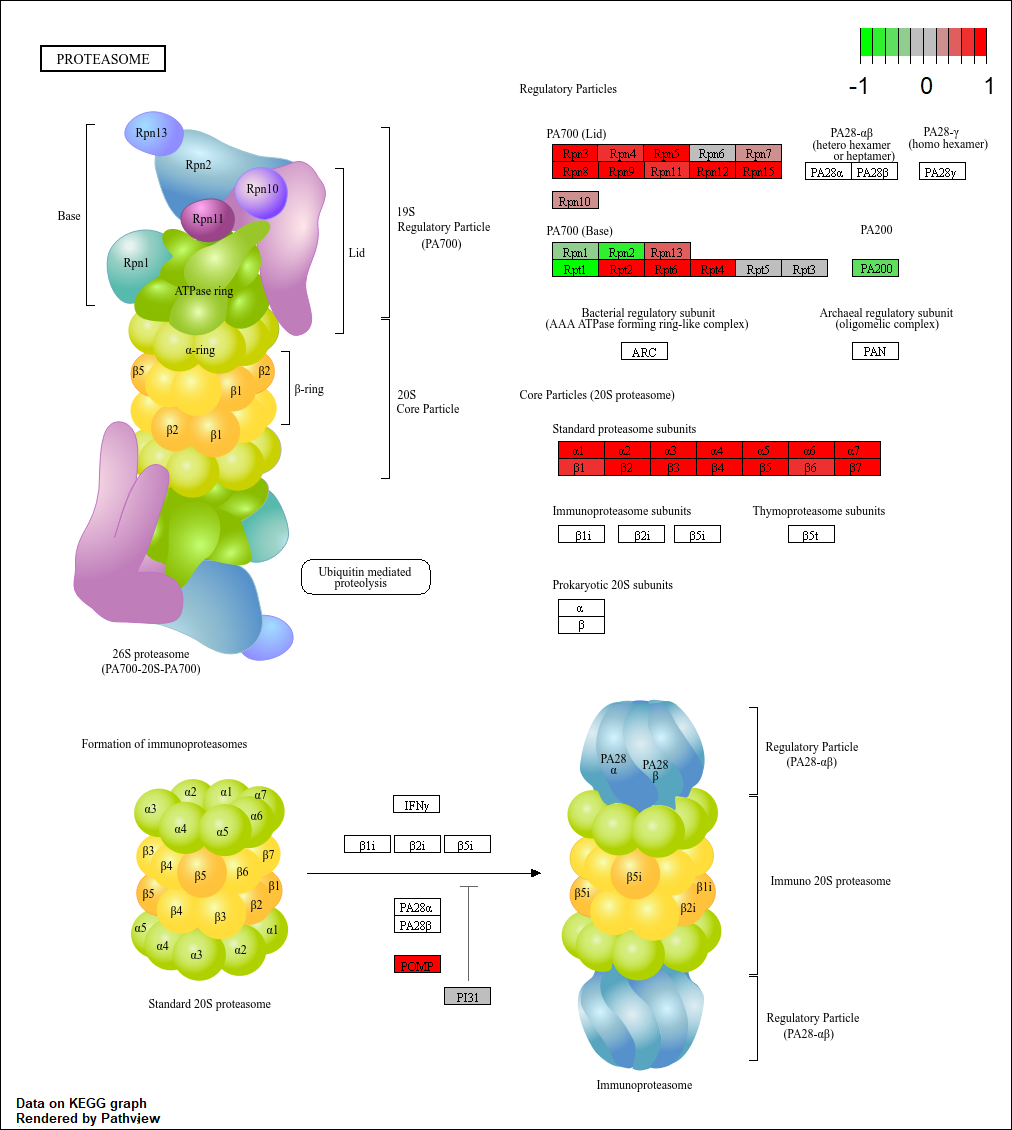 PROTEASOME
-1 0 1
Regulatory Particles
PA700 (Lid)
Rpn3 Rpn4 Rpn5 Rpn6 Rpn7
Rpn8 Rpn9 Rpn11 Rpn12 Rpn15
Rpn10
PA28-αβ
(hetero hexamer
or heptamer)
PA28α PA28β
PA28-γ
(homo hexamer)
PA28γ
PA700 (Base)
Rpn1 Rpn2 Rpn13
Rpt1 Rpt2 Rpt6 Rpt4 Rpt5 Rpt3
PA200
PA200
Bacterial regulatory subunit
(AAA ATPase forming ring-like complex)
ARC
Archaeal regulatory subunit
(oligomelic complex)
PAN
Core Particles (20S proteasome)
Standard proteasome subunits
α1 α2 α3 α4 α5 α6 α7
β1 β2 β3 β4 β5 β6 β7
Immunoproteasome subunits
β1i β2i β5i
Thymoproteasome subunits
β5t
Prokaryotic 20S subunits
α
β
Rpn13
Rpn2
Rpn10
Rpn11
Rpn1
ATPase ring
Base
Lid
19S
Regulatory Particle
(PA700)
α-ring
β5 β2
β1
β2 β1
β-ring
20S
Core Particle
Ubiquitin mediated
proteolysis
26S proteasome
(PA700-20S-PA700)
Formation of immunoproteasomes
α2 α1 α7
α3 α6
α4 α5
β3 β7
β4 β5 β6
β5 β1
β4 β3 β2
α5 α1
α4 α3 α2
Standard 20S proteasome
IFNγ
β1i β2i β5i
PA28α
PA28β
POMP
PI31
PA28
α
PA28
β
β5i
β5i β1i
β2i
Regulatory Particle
(PA28-αβ)
Immuno 20S proteasome
Regulatory Particle
(PA28-αβ)
Immunoproteasome
Data on KEGG graph
Rendered by Pathview